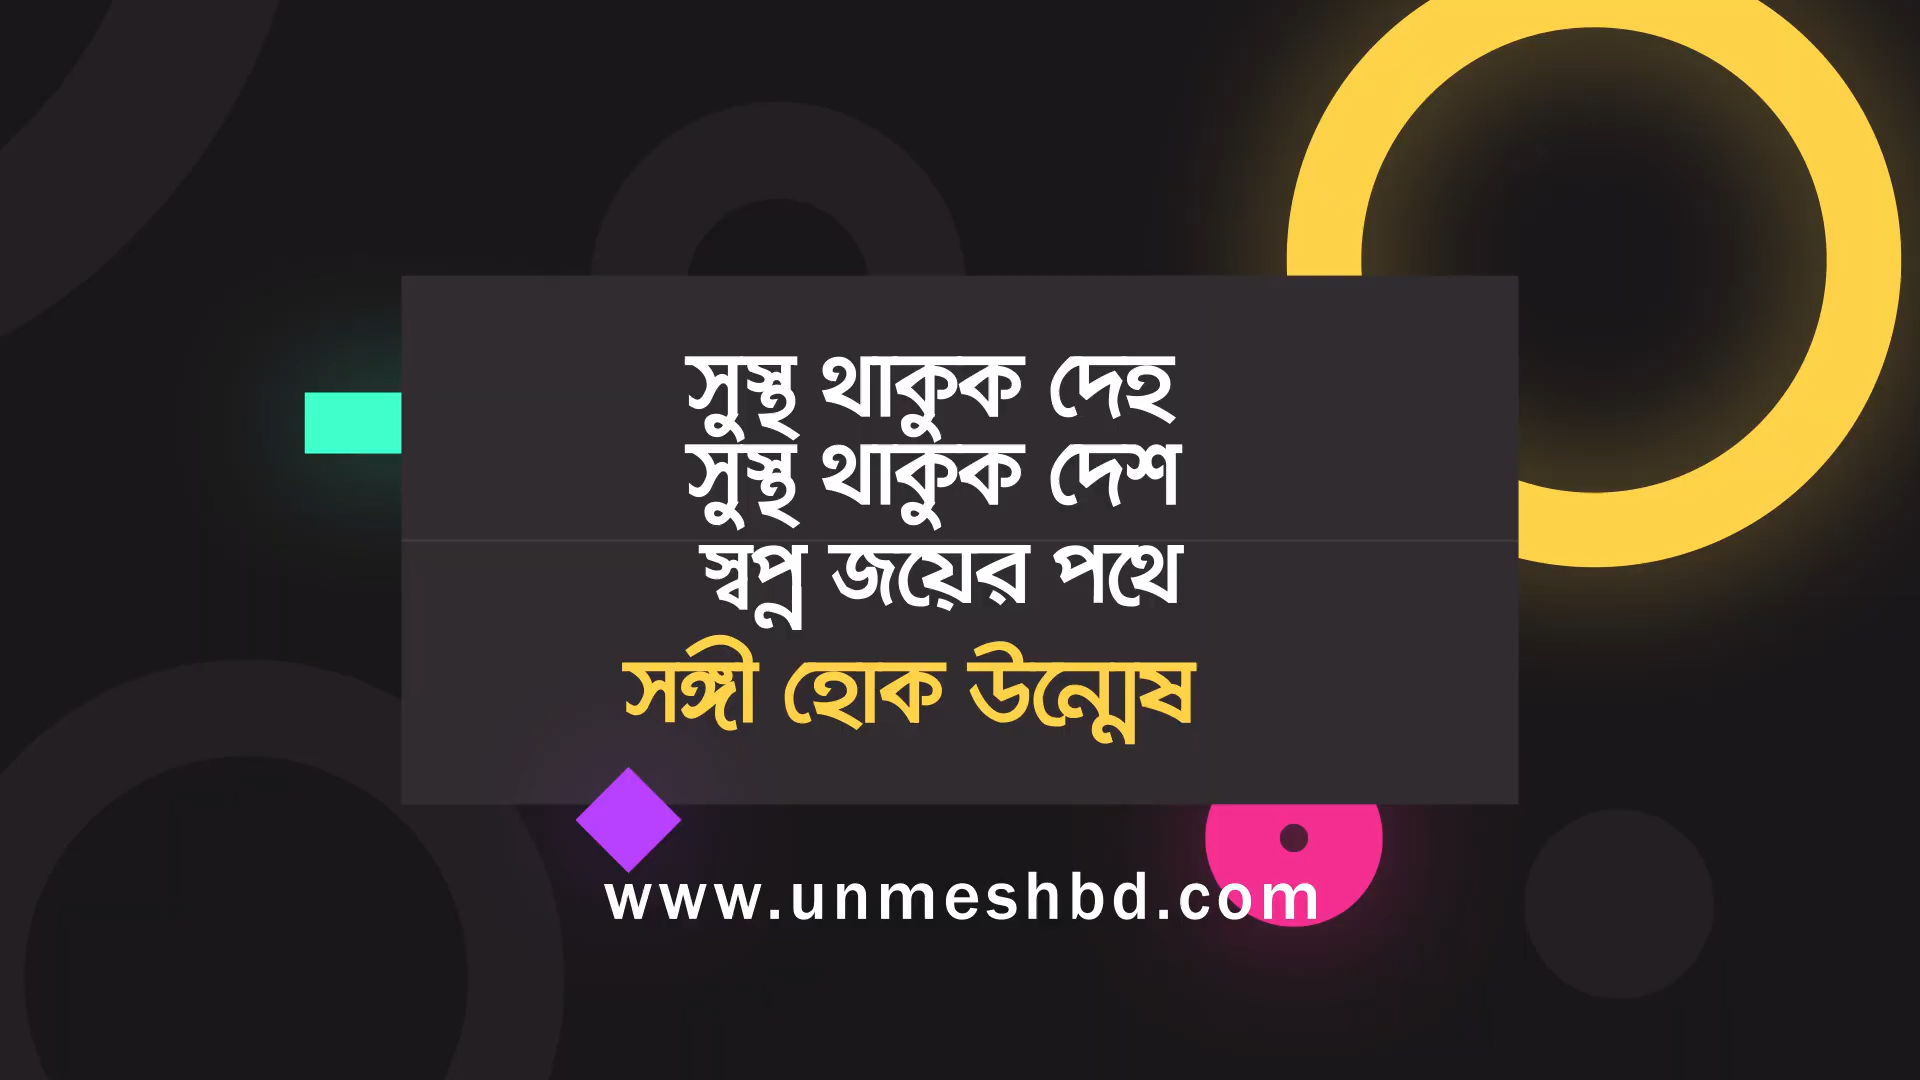 সুস্থ থাকুক দেহ
সুস্থ থাকুক দেশ
স্বপ্ন জয়ের পথে
সঙ্গী হোক উন্মেষ
www.unmeshbd.com